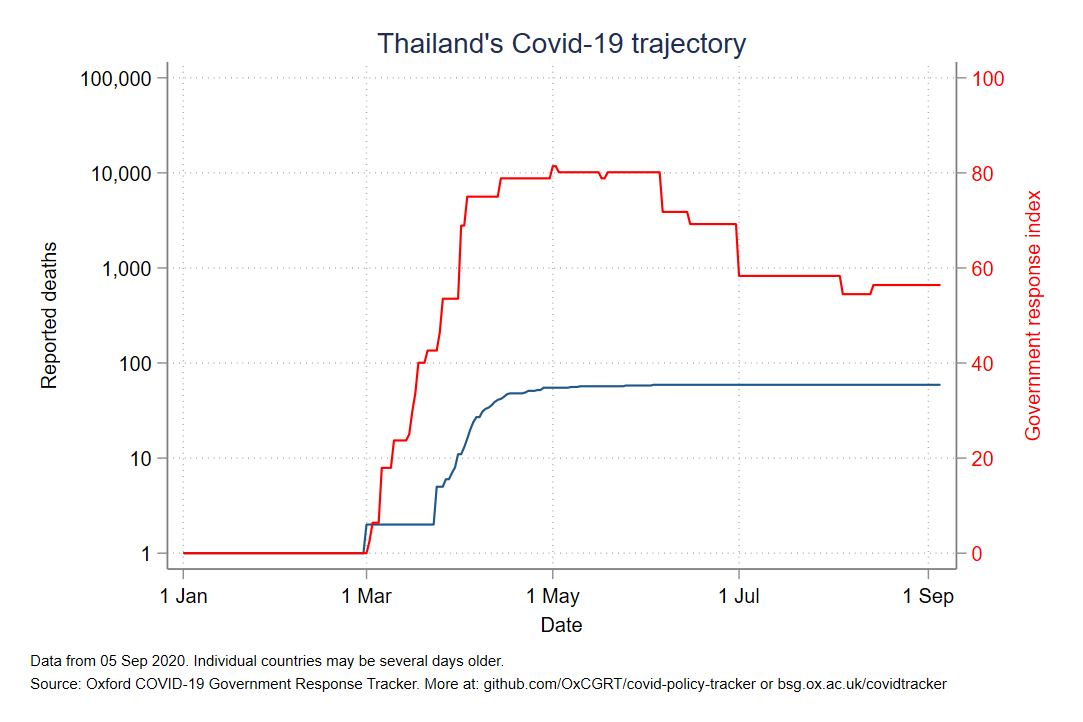 Thailand's Covid-19 trajectory
100,000
10,000
1,000
100
10
1
Reported deaths
100
80
60
40
20
0
Government response index
1 Jan
1 Mar
1 May
1 Jul
1 Sep
Date
Data from 05 Sep 2020. Individual countries may be several days older.
Source: Oxford COVID-19 Government Response Tracker. More at: github.com/OxCGRT/covid-policy-tracker or bsg.ox.ac.uk/covidtracker